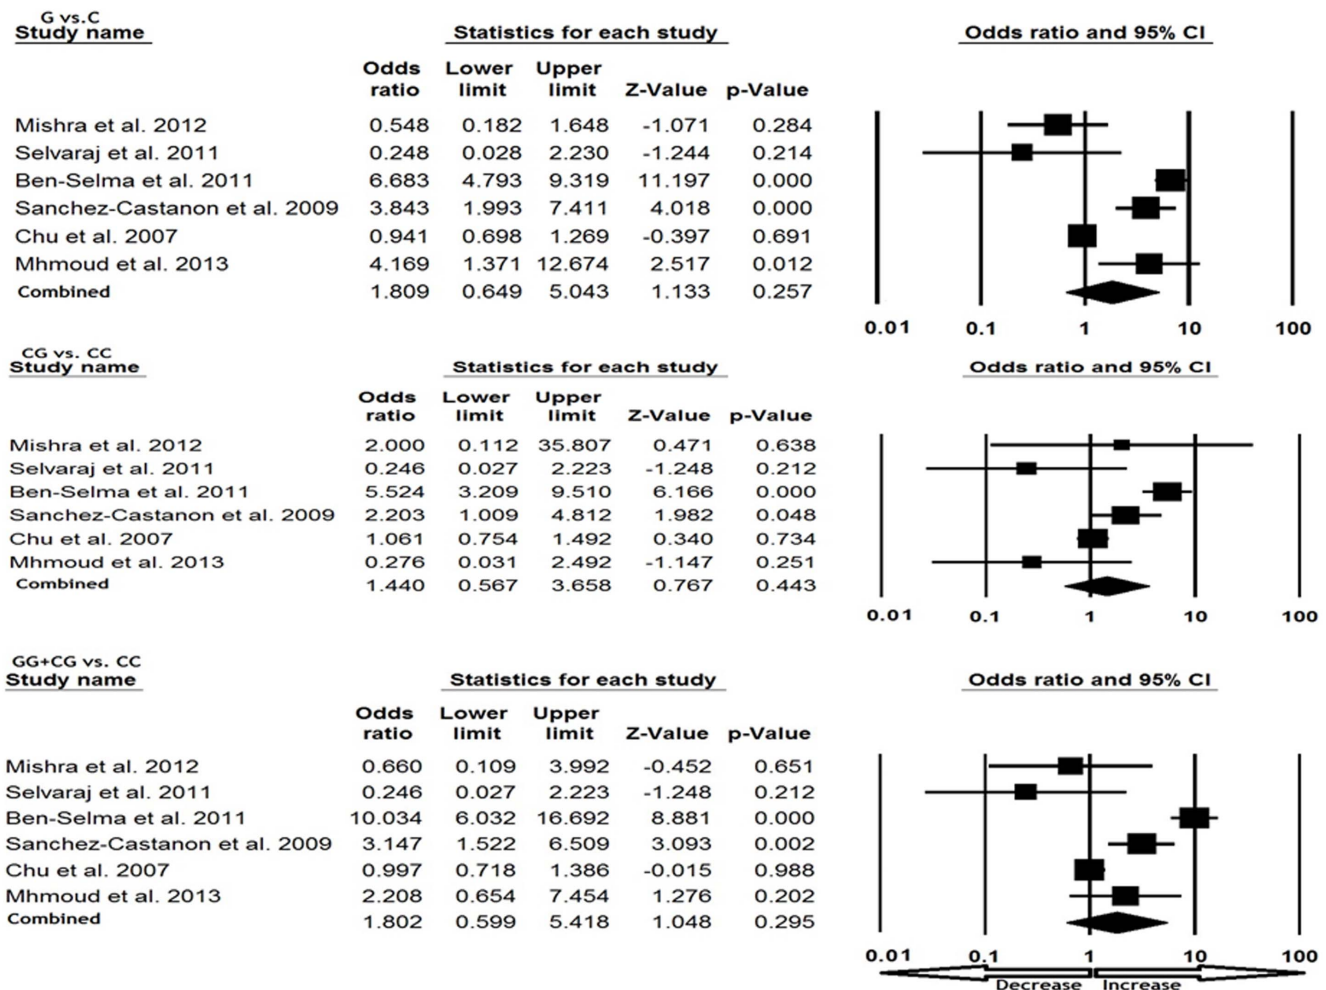 G vs.C
Study name Statistics for each study Odds ratio and 95% CI
Odds Lower Upper
ratio limit limit Z-Value p-Value
Mishra et al. 2012 0.548 0.182 1.648 -1.071 0.284
Selvaraj et al. 2011 0.248 0.028 2.230 -1.244 0.214
Ben-Selma et al. 2011 6.683 4.793 9.319 11.197 0.000
Sanchez-Castanon et al. 2009 3.843 1.993 7.411 4.018 0.000
Chu et al. 2007 0.941 0.698 1.269 -0.397 0.691
Mhmoud et al. 2013 4.169 1.371 12.674 2.517 0.012
Combined 1.809 0.649 5.043 1.133 0.257
0.01 0.1 1 10 100
CG vs. CC
Study name Statistics for each study Odds ratio and 95% CI
Odds Lower Upper
ratio limit limit Z-Value p-Value
Mishra et al. 2012 2.000 0.112 35.807 0.471 0.638
Selvaraj et al. 2011 0.246 0.027 2.223 -1.248 0.212
Ben-Selma et al. 2011 5.524 3.209 9.510 6.166 0.000
Sanchez-Castanon et al. 2009 2.203 1.009 4.812 1.982 0.048
Chu et al. 2007 1.061 0.754 1.492 0.340 0.734
Mhmoud et al. 2013 0.276 0.031 2.492 -1.147 0.251
Combined 1.440 0.567 3.658 0.767 0.443
0.01 0.1 1 10 100
GG+CG vs. CC
Study name Statistics for each study Odds ratio and 95% CI
Odds Lower Upper
ratio limit limit Z-Value p-Value
Mishra et al. 2012 0.660 0.109 3.992 -0.452 0.651
Selvaraj et al. 2011 0.246 0.027 2.223 -1.248 0.212
Ben-Selma et al. 2011 10.034 6.032 16.692 8.881 0.000
Sanchez-Castanon et al. 2009 3.147 1.522 6.509 3.093 0.002
Chu et al. 2007 0.997 0.718 1.386 -0.015 0.988
Mhmoud et al. 2013 2.208 0.654 7.454 1.276 0.202
Combined 1.802 0.599 5.418 1.048 0.295
0.01 0.1 1 10 100
Decrease Increase